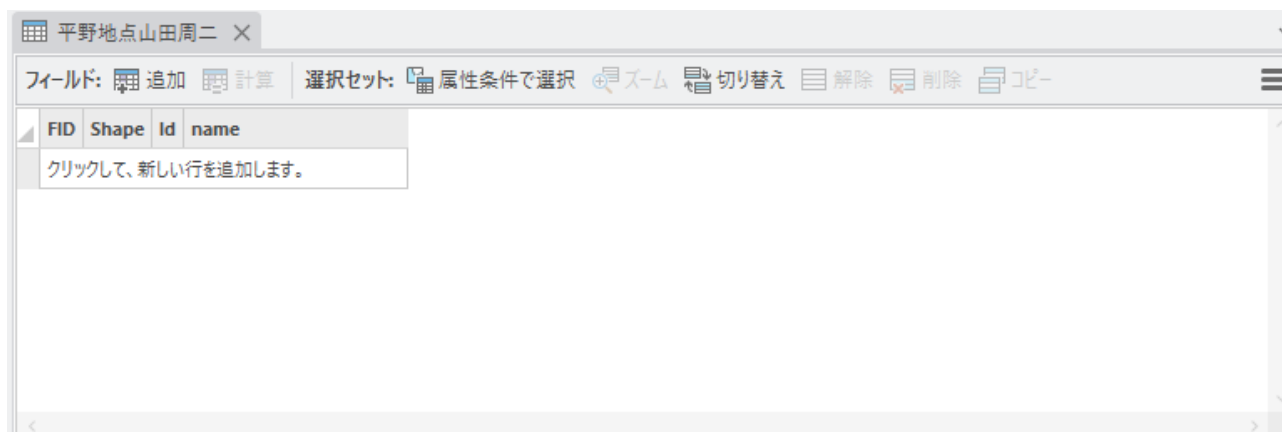 平野地点山田周二
フィールド: 追加 計算 選択セット: 属性条件で選択 ズーム 切り替え 解除 削除 コピー
FID Shape Id name
クリックして、新しい行を追加します。